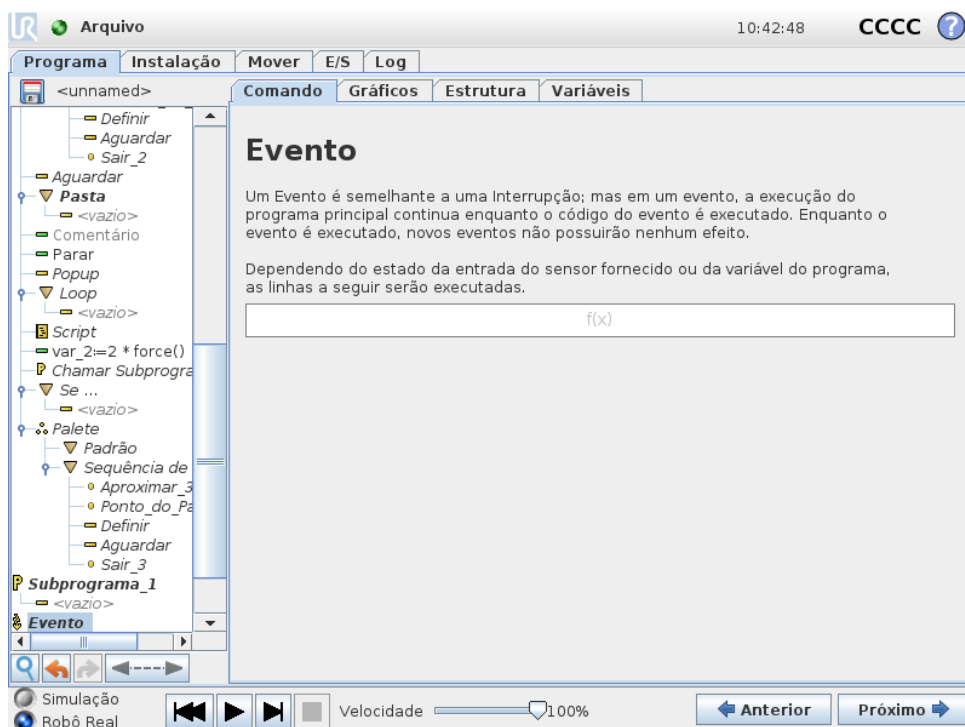 UR Arquivo 10:42:48 CCCC ?
Programa Instalação Mover E/S Log
<unnamed> Comando Gráficos Estrutura Variáveis
Definir
Aguardar
Sair_2
Aguardar
Pasta
<vazio>
Comentário
Parar
Popup
Loop
<vazio>
Script
var_2:=2 * force()
Chamar Subprogra
Se ...
<vazio>
Palete
Padrão
Sequência de
Aproximar_3
Ponto_do_Pa
Definir
Aguardar
Sair_3
P Subprograma_1
<vazio>
Evento
Evento
Um Evento é semelhante a uma Interrupção; mas em um evento, a execução do
programa principal continua enquanto o código do evento é executado. Enquanto o
evento é executado, novos eventos não possuirão nenhum efeito.
Dependendo do estado da entrada do sensor fornecido ou da variável do programa,
as linhas a seguir serão executadas.
f(x)
Simulação
Robô Real
Velocidade 100%
Anterior Próximo